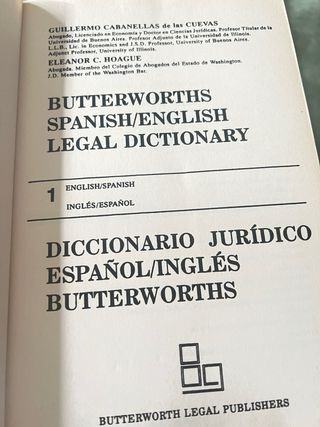 GUILLERMO CABANELLAS de las CUEVAS
Abogado, Licenciado en Economía y Doctor en Ciencias Jurídicas. Profesor Titular de la
Universidad de Buenos Aires. Profesor Adjunto de la Universidad de Illinois.
L.L.B., Lic. in Economics and J.S.D. Professor, University of Buenos Aires.
Adjunct Professor, University of Illinois.
ELEANOR C. HOAGUE
Abogada. Miembro del Colegio de Abogados del Estado de Washington.
J.D. Member of the Washington Bar.
BUTTERWORTHS
SPANISH/ENGLISH
LEGAL DICTIONARY
1
ENGLISH/SPANISH
INGLÉS/ESPAÑOL
DICCIONARIO JURÍDICO
ESPAÑOL/INGLÉS
BUTTERWORTHS
BUTTERWORTH LEGAL PUBLISHERS